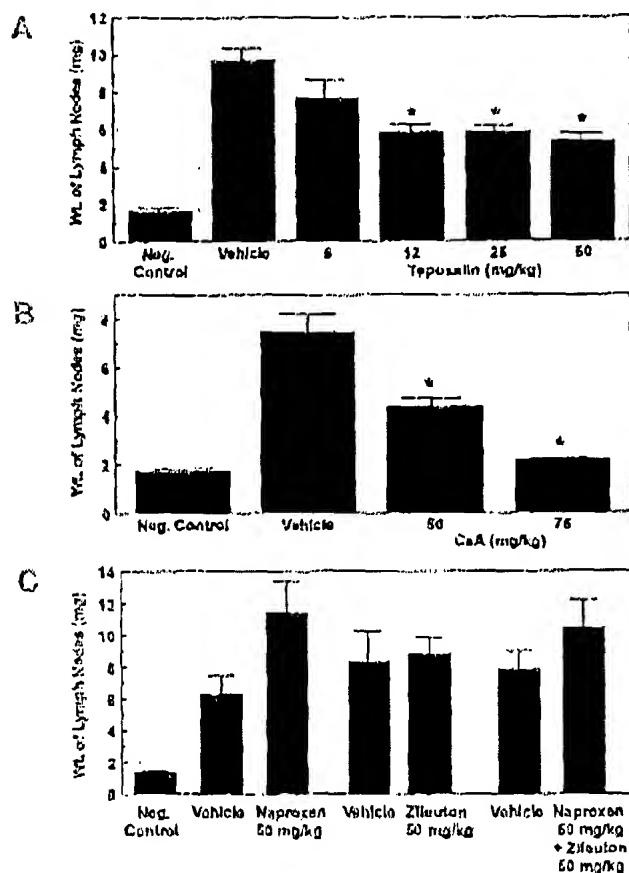 A
Wt. of Lymph Nodes (mg)
12
10
8
6
4
2
0
* * *
Neg. Control
Vehicle
6
12
25
50
Tepoxalin (mg/kg)
B
Wt. of Lymph Nodes (mg)
8
6
4
2
0
* *
Neg. Control
Vehicle
50
75
CsA (mg/kg)
C
Wt. of Lymph Nodes (mg)
14
12
10
8
6
4
2
0
Neg. Control
Vehicle
Naproxen
50 mg/kg
Vehicle
Zileuton
50 mg/kg
Vehicle
Naproxen
50 mg/kg
+ Zileuton
50 mg/kg